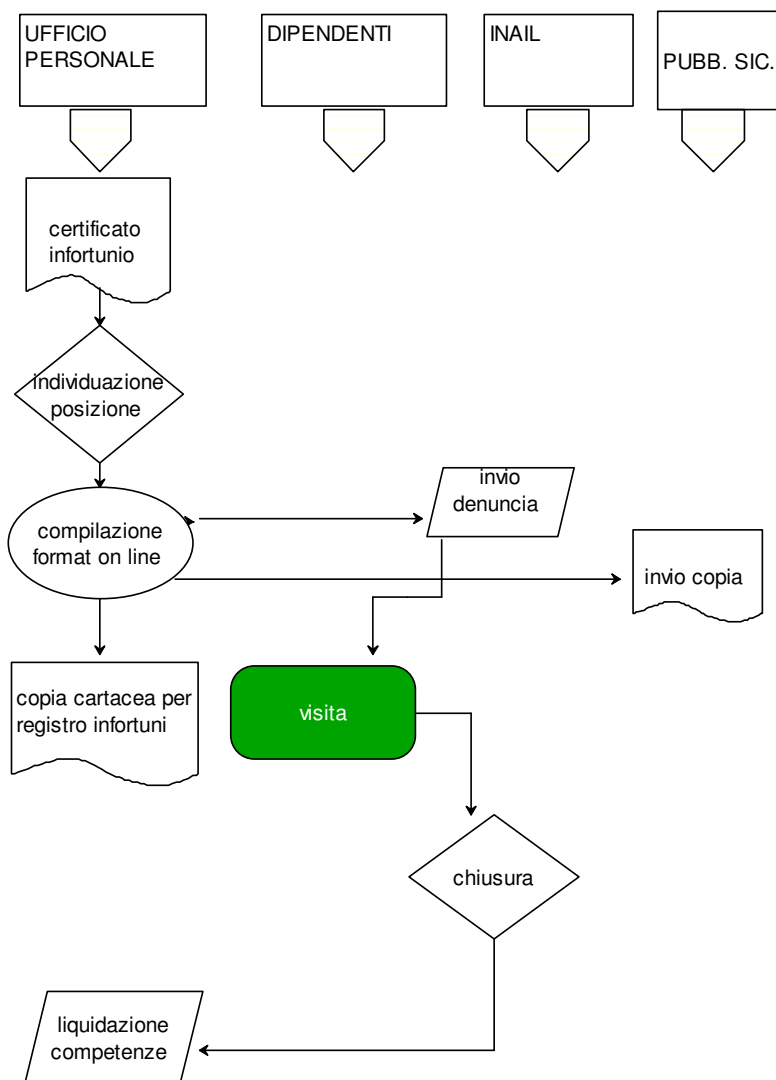 UFFICIO
PERSONALE
DIPENDENTI
INAIL
PUBB. SIC.
certificato
infortunio
individuazione
posizione
compilazione
format on line
invio
denuncia
invio copia
copia cartacea per
registro infortuni
visita
chiusura
liquidazione
competenze